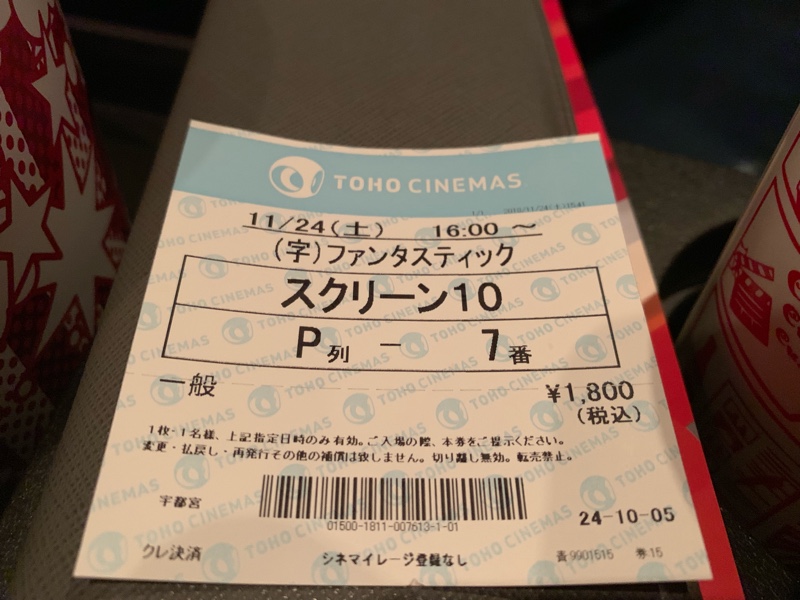 TOHO CINEMAS
11/24(土) 16:00 ～
(字)ファンタスティック
スクリーン10
P列 － 7番
一般 ¥1,800
(税込)
1枚・1名様、上記指定日時のみ有効。ご入場の際、本券をご提示ください。
変更・払戻し・再発行その他の補償は致しません。切り離し無効。転売禁止。
宇都宮
01500-1811-007613-1-01
24-10-05
クレ決済 シネマイレージ登録なし 券15